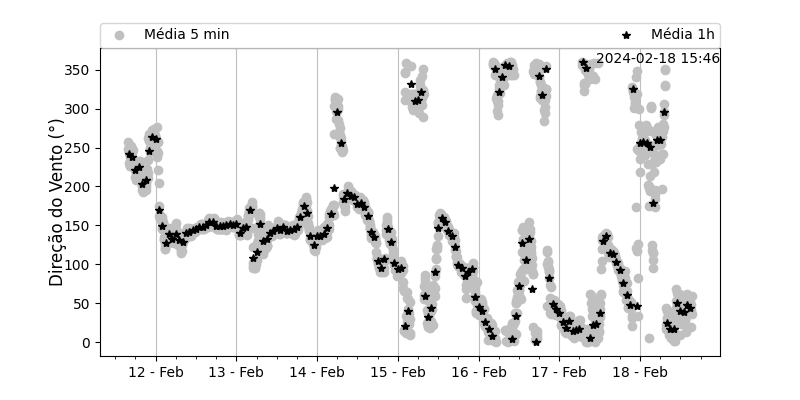 Média 5 min
Média 1h
2024-02-18 15:46
Direção do Vento (°)
350
300
250
200
150
100
50
0
12 - Feb
13 - Feb
14 - Feb
15 - Feb
16 - Feb
17 - Feb
18 - Feb